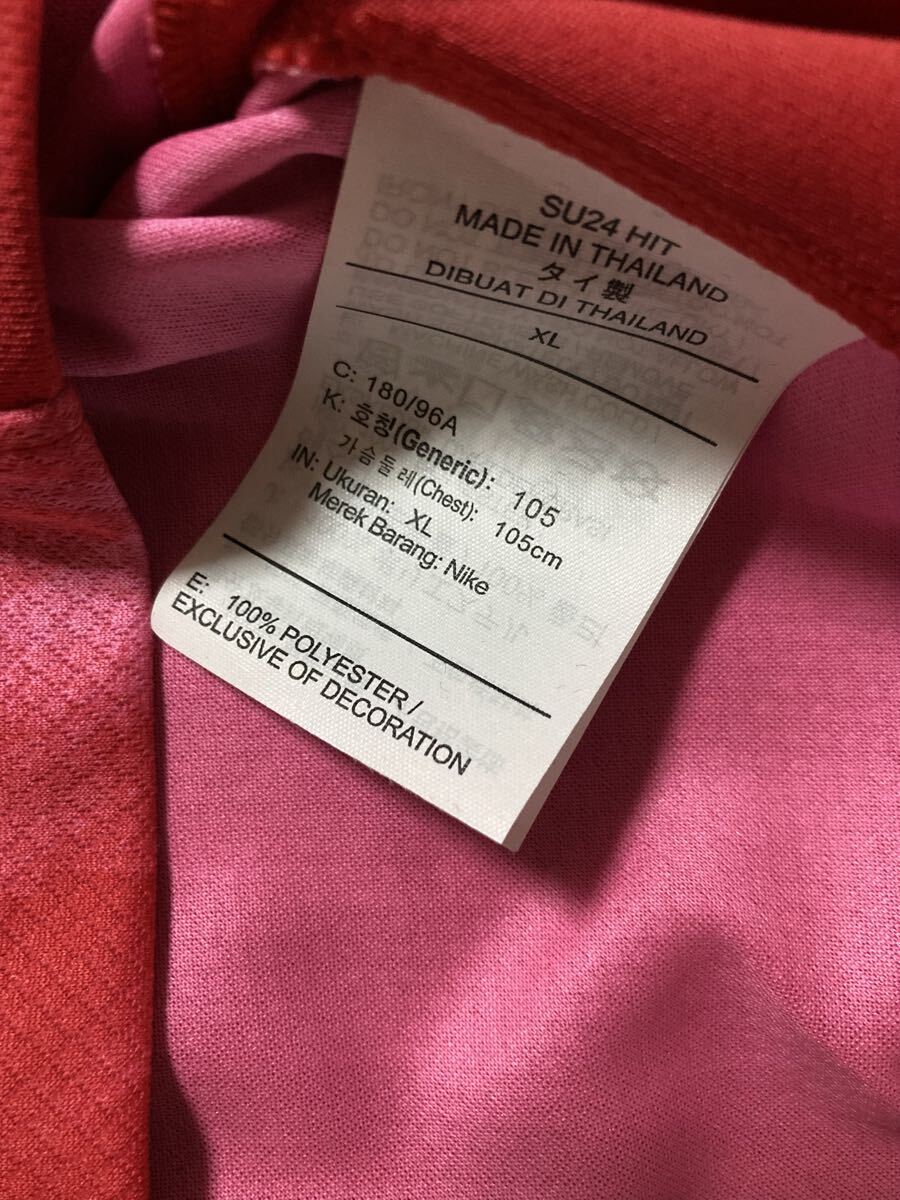 SU24 HIT
MADE IN THAILAND
タイ製
DIBUAT DI THAILAND
XL
C: 180/96A
K: 호칭(Generic): 105
가슴둘레(Chest): 105cm
IN: Ukuran: XL
Merek Barang: Nike
E: 100% POLYESTER /
EXCLUSIVE OF DECORATION